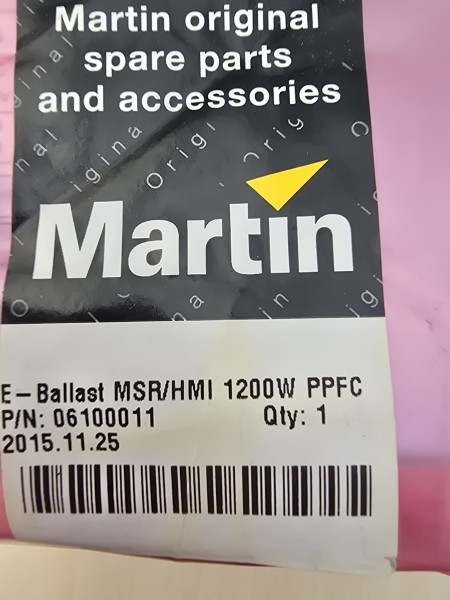 Martin original
spare parts
and accessories
Martin
E-Ballast MSR/HMI 1200W PPFC
P/N: 06100011 Qty: 1
2015.11.25